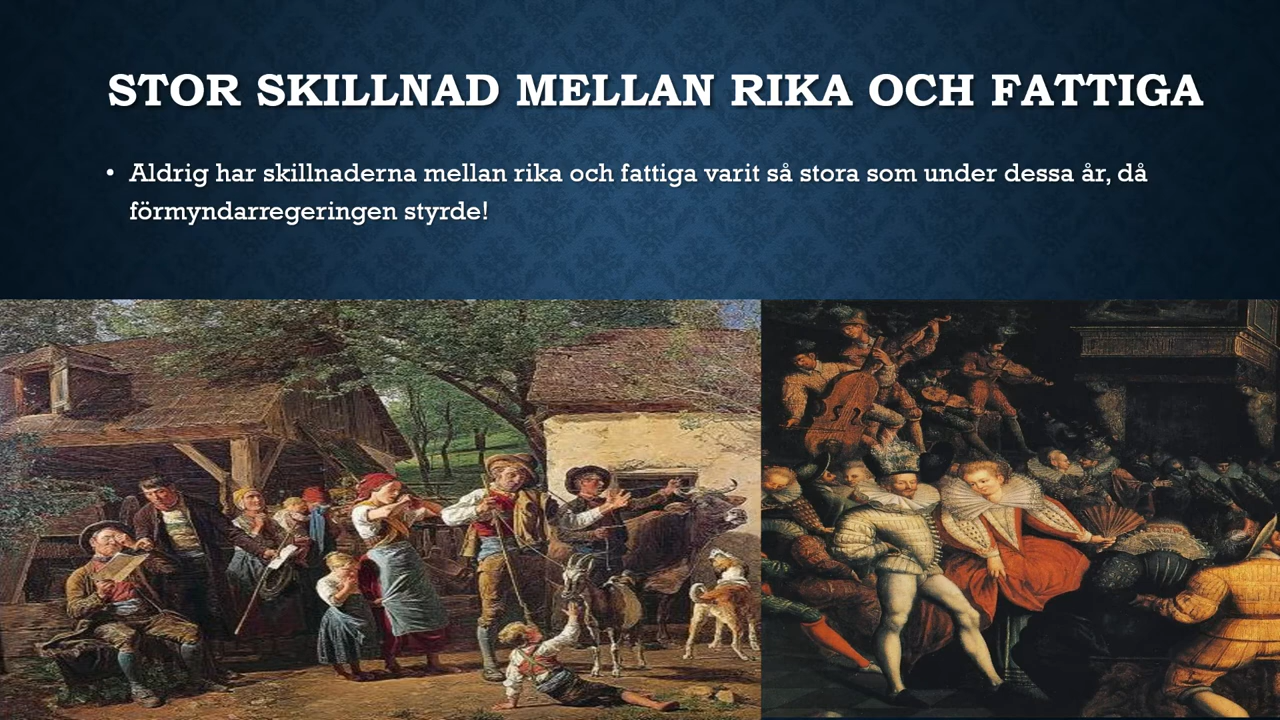 STOR SKILLNAD MELLAN RIKA OCH FATTIGA
• Aldrig har skillnaderna mellan rika och fattiga varit så stora som under dessa år, då
förmyndarregeringen styrde!